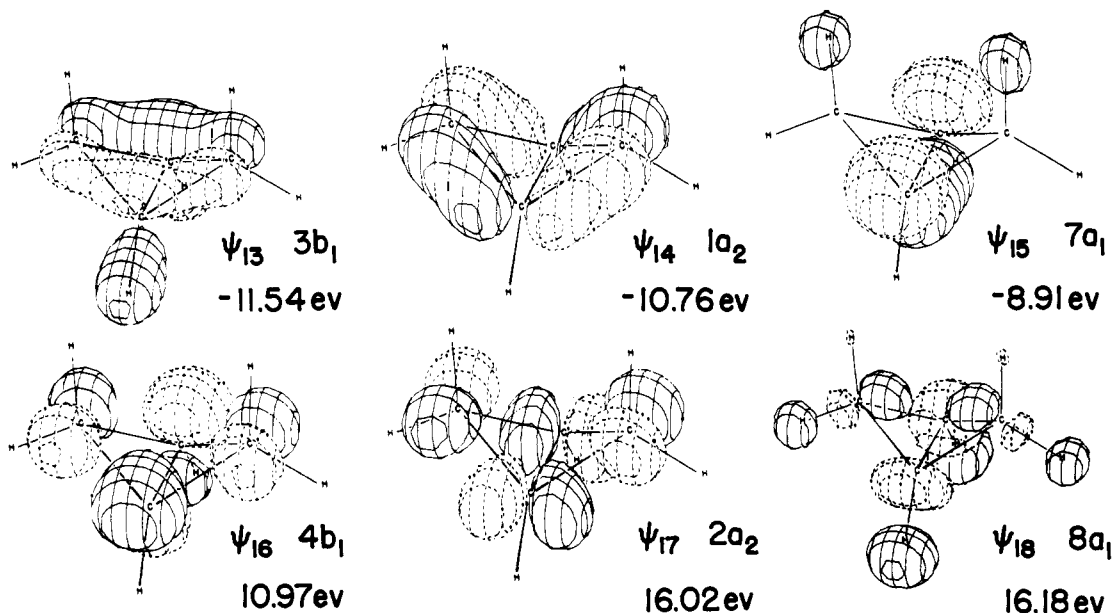 ψ13 3b1
-11.54 ev
ψ14 1a2
-10.76 ev
ψ15 7a1
-8.91 ev
ψ16 4b1
10.97 ev
ψ17 2a2
16.02 ev
ψ18 8a1
16.18 ev